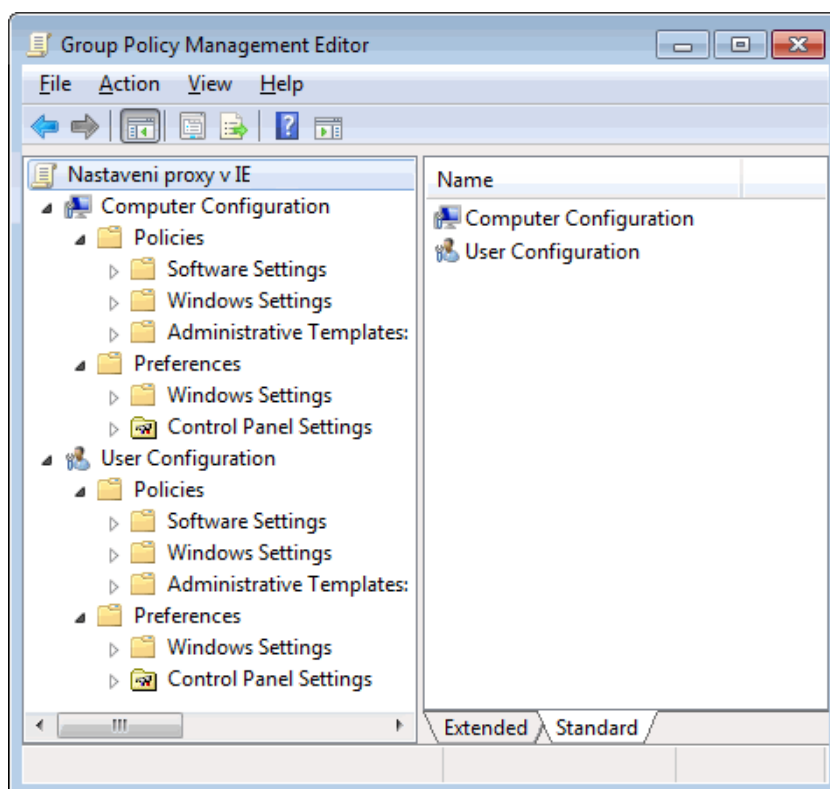 Group Policy Management Editor
File Action View Help
Nastaveni proxy v IE
Computer Configuration
Policies
Software Settings
Windows Settings
Administrative Templates:
Preferences
Windows Settings
Control Panel Settings
User Configuration
Policies
Software Settings
Windows Settings
Administrative Templates:
Preferences
Windows Settings
Control Panel Settings
Name
Computer Configuration
User Configuration
Extended Standard